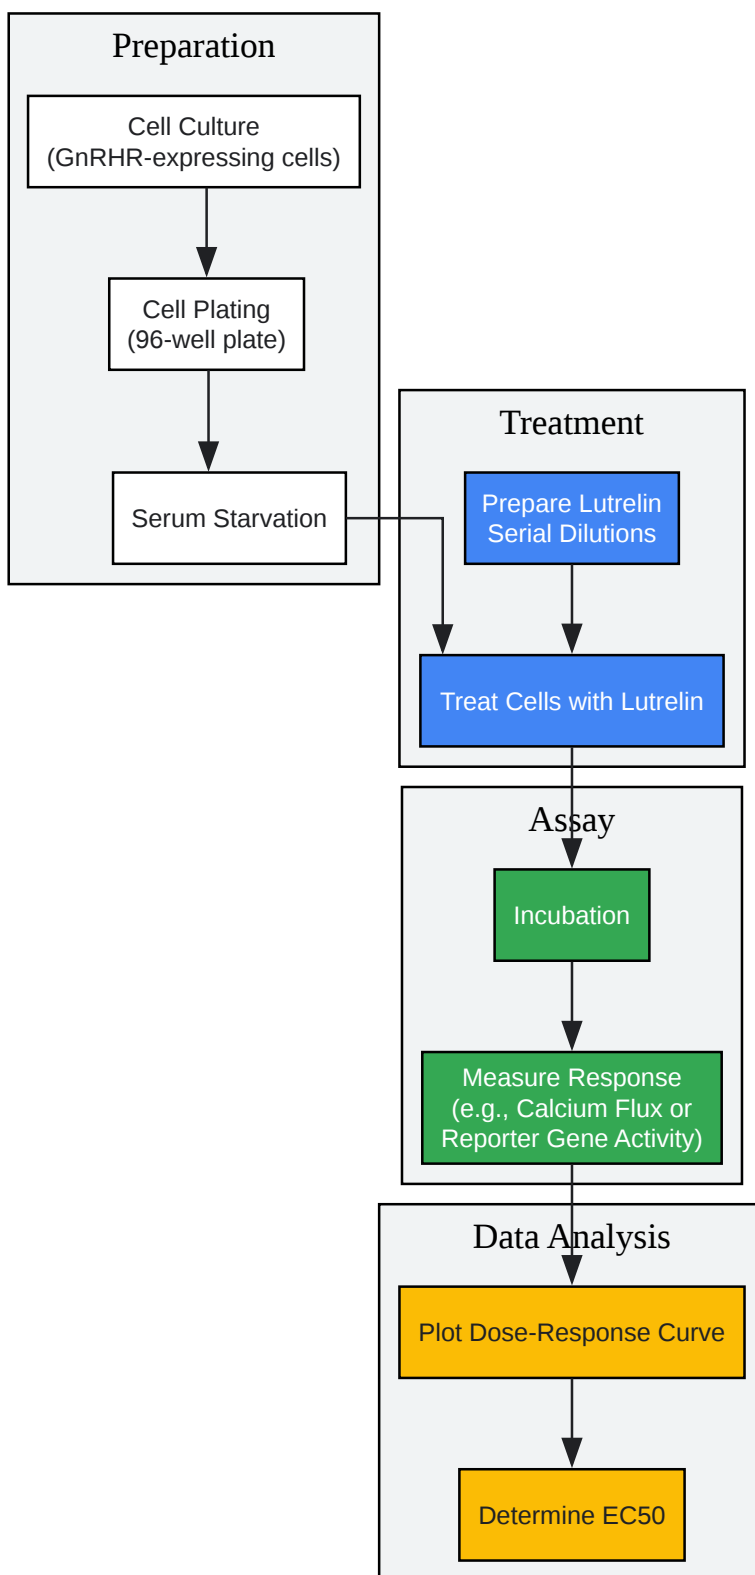 Preparation
Cell Culture
(GnRHR-expressing cells)
Cell Plating
(96-well plate)
Serum Starvation
Treatment
Prepare Lutrelin
Serial Dilutions
Treat Cells with Lutrelin
Assay
Incubation
Measure Response
(e.g., Calcium Flux or
Reporter Gene Activity)
Data Analysis
Plot Dose-Response Curve
Determine EC50